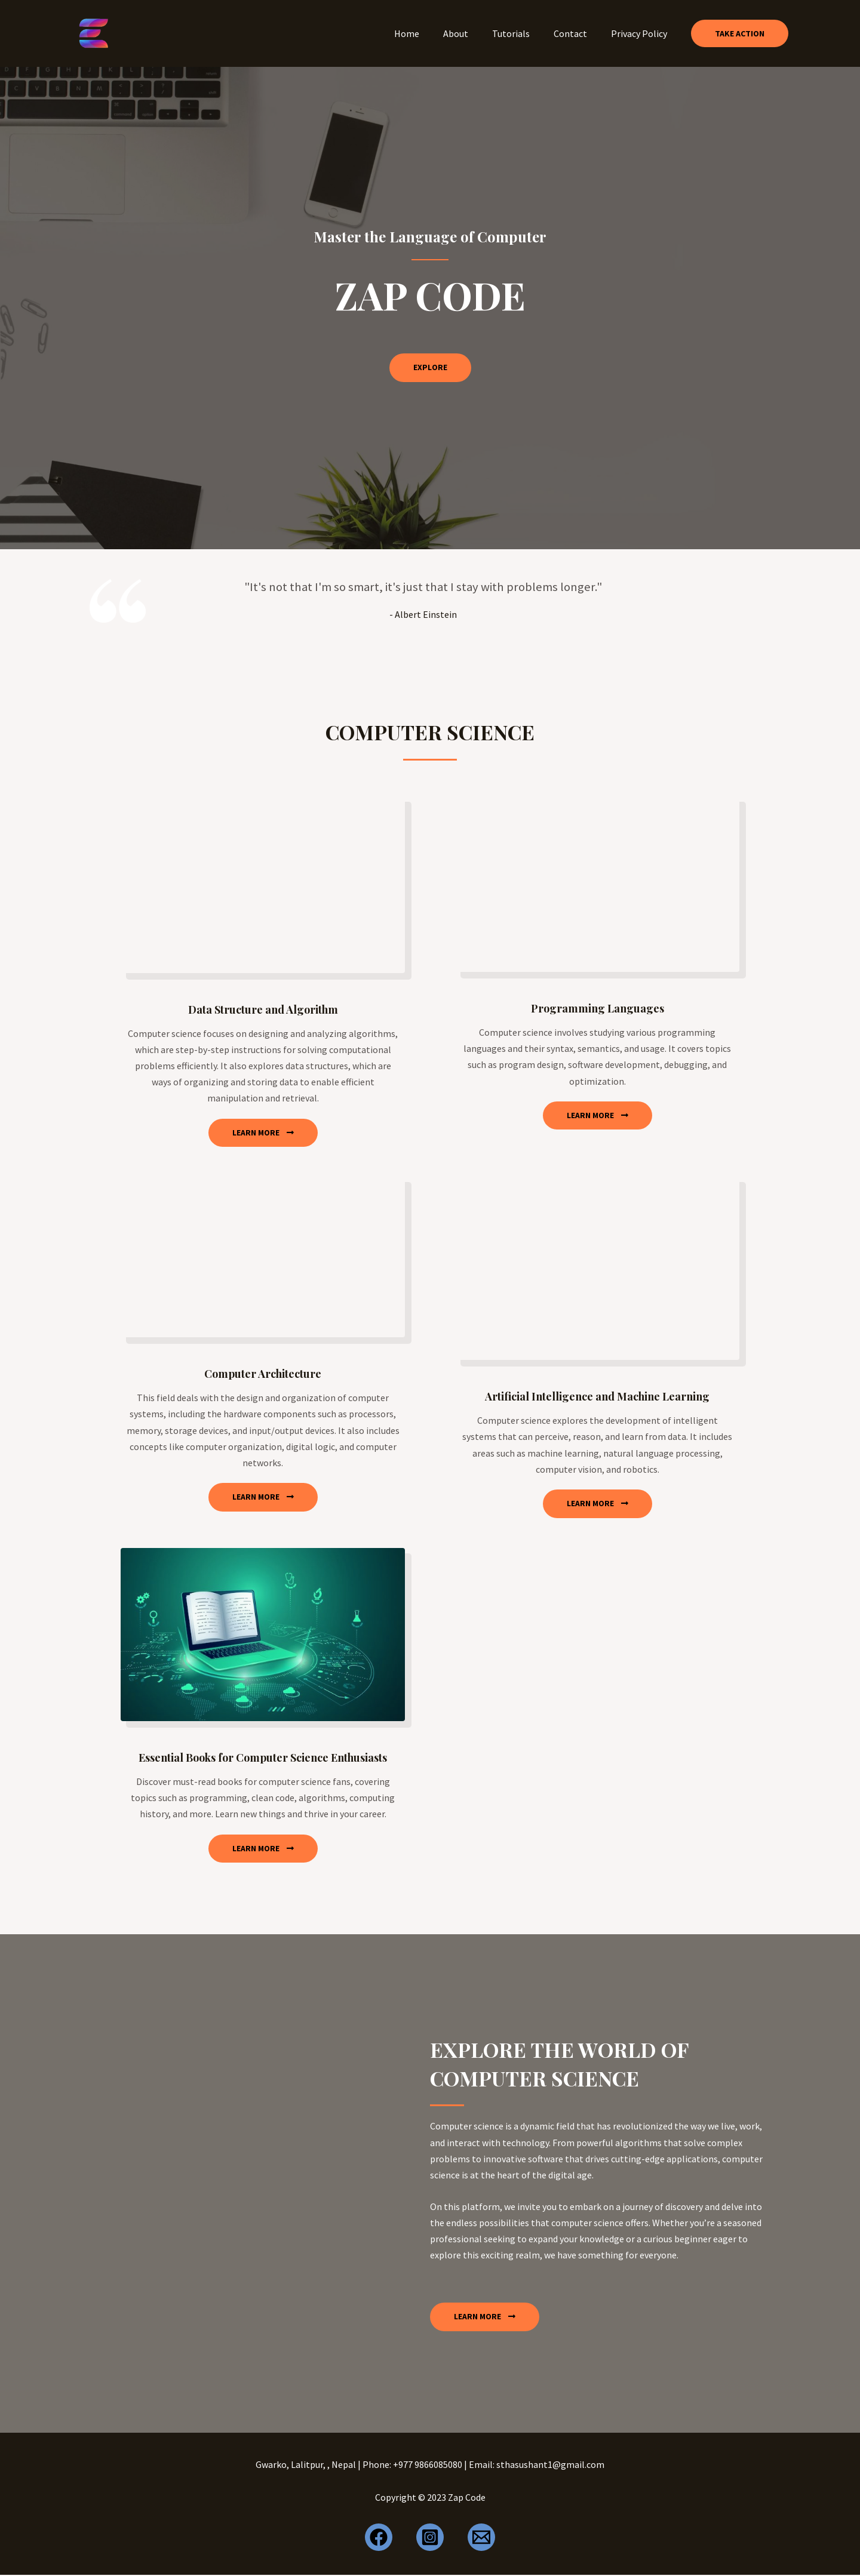 Home About Tutorials Contact Privacy Policy TAKE ACTION
Master the Language of Computer
ZAP CODE
EXPLORE
"It's not that I'm so smart, it's just that I stay with problems longer."
- Albert Einstein
COMPUTER SCIENCE
Data Structure and Algorithm
Computer science focuses on designing and analyzing algorithms,
which are step-by-step instructions for solving computational
problems efficiently. It also explores data structures, which are
ways of organizing and storing data to enable efficient
manipulation and retrieval.
LEARN MORE
Programming Languages
Computer science involves studying various programming
languages and their syntax, semantics, and usage. It covers topics
such as program design, software development, debugging, and
optimization.
LEARN MORE
Computer Architecture
This field deals with the design and organization of computer
systems, including the hardware components such as processors,
memory, storage devices, and input/output devices. It also includes
concepts like computer organization, digital logic, and computer
networks.
LEARN MORE
Artificial Intelligence and Machine Learning
Computer science explores the development of intelligent
systems that can perceive, reason, and learn from data. It includes
areas such as machine learning, natural language processing,
computer vision, and robotics.
LEARN MORE
Essential Books for Computer Science Enthusiasts
Discover must-read books for computer science fans, covering
topics such as programming, clean code, algorithms, computing
history, and more. Learn new things and thrive in your career.
LEARN MORE
EXPLORE THE WORLD OF
COMPUTER SCIENCE
Computer science is a dynamic field that has revolutionized the way we live, work,
and interact with technology. From powerful algorithms that solve complex
problems to innovative software that drives cutting-edge applications, computer
science is at the heart of the digital age.
On this platform, we invite you to embark on a journey of discovery and delve into
the endless possibilities that computer science offers. Whether you’re a seasoned
professional seeking to expand your knowledge or a curious beginner eager to
explore this exciting realm, we have something for everyone.
LEARN MORE
Gwarko, Lalitpur, , Nepal | Phone: +977 9866085080 | Email: sthasushant1@gmail.com
Copyright © 2023 Zap Code